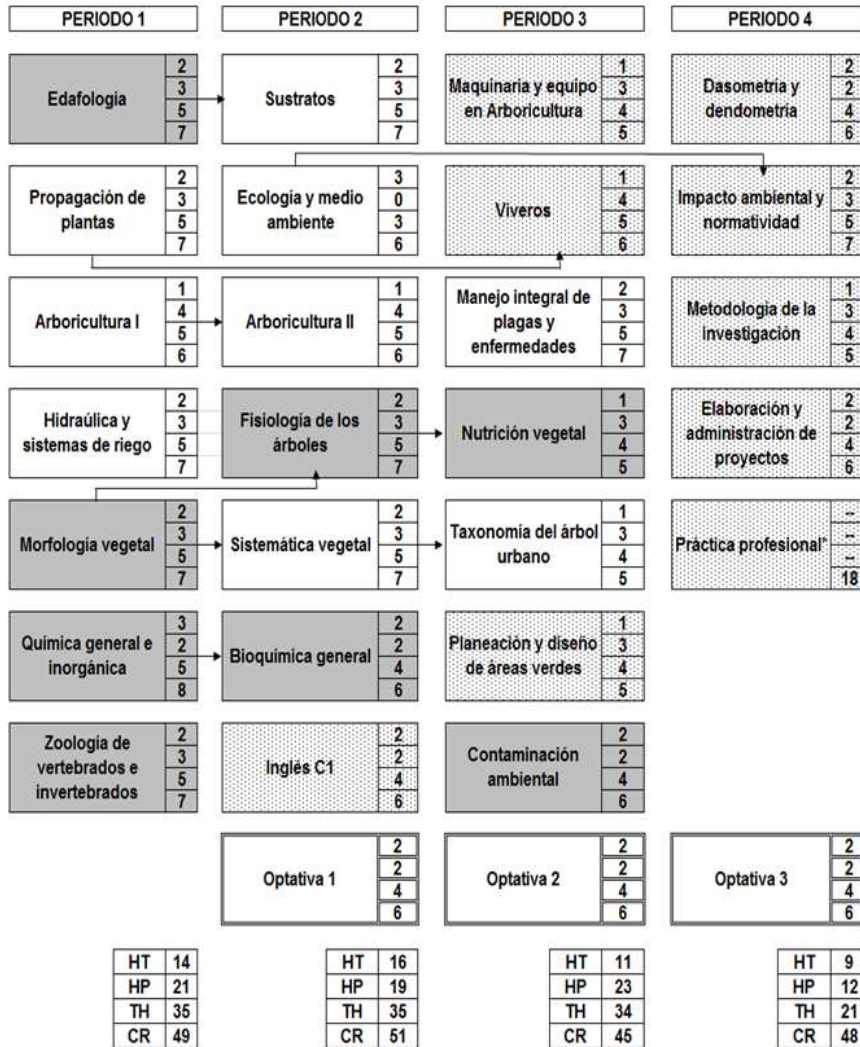 PERIODO 1
PERIODO 2
PERIODO 3
PERIODO 4
Edafología
2
3
5
7
Sustratos
2
3
5
7
Maquinaria y equipo
en Arboricultura
1
3
4
5
Dasometría y
dendometría
2
2
4
6
Propagación de
plantas
2
3
5
7
Ecología y medio
ambiente
3
0
3
6
Viveros
1
4
5
6
Impacto ambiental y
normatividad
2
3
5
7
Arboricultura I
1
4
5
6
Arboricultura II
1
4
5
6
Manejo integral de
plagas y
enfermedades
2
3
5
7
Metodología de la
investigación
1
3
4
5
Hidraúlica y
sistemas de riego
2
3
5
7
Fisiología de los
árboles
2
3
5
7
Nutrición vegetal
1
3
4
5
Elaboración y
administración de
proyectos
2
2
4
6
Morfología vegetal
2
3
5
7
Sistemática vegetal
2
3
5
7
Taxonomía del árbol
urbano
1
3
4
5
Práctica profesional*
--
--
--
18
Química general e
inorgánica
3
2
5
8
Bioquímica general
2
2
4
6
Planeación y diseño
de áreas verdes
1
3
4
5
Zoología de
vertebrados e
invertebrados
2
3
5
7
Inglés C1
2
2
4
6
Contaminación
ambiental
2
2
4
6
Optativa 1
2
2
4
6
Optativa 2
2
2
4
6
Optativa 3
2
2
4
6
HT 14
HP 21
TH 35
CR 49
HT 16
HP 19
TH 35
CR 51
HT 11
HP 23
TH 34
CR 45
HT 9
HP 12
TH 21
CR 48